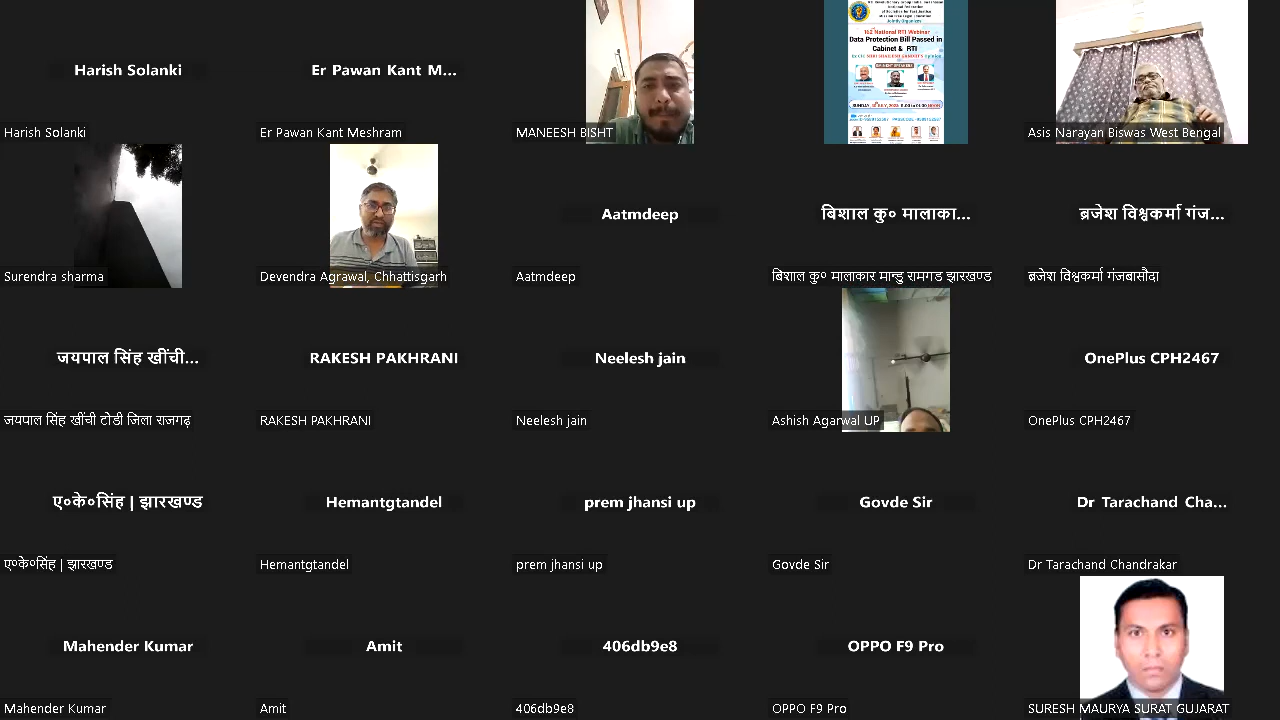 Harish Solanki
Er Pawan Kant M...
Harish Solanki
Er Pawan Kant Meshram
MANEESH BISHT
162 National RTI Webinar
Data Protection Bill Passed in
Cabinet & RTI
Asis Narayan Biswas West Bengal
Aatmdeep
बिशाल कु० मालाका...
ब्रजेश विश्वकर्मा गंज...
Surendra sharma
Devendra Agrawal, Chhattisgarh
Aatmdeep
बिशाल कु० मालाकार मान्डु रामगड झारखण्ड
ब्रजेश विश्वकर्मा गंजबासौदा
जयपाल सिंह खींची...
RAKESH PAKHRANI
Neelesh jain
OnePlus CPH2467
जयपाल सिंह खींची टोडी जिला राजगढ़
RAKESH PAKHRANI
Neelesh jain
Ashish Agarwal UP
OnePlus CPH2467
ए०के०सिंह | झारखण्ड
Hemantgtandel
prem jhansi up
Govde Sir
Dr Tarachand Cha...
ए०के०सिंह | झारखण्ड
Hemantgtandel
prem jhansi up
Govde Sir
Dr Tarachand Chandrakar
Mahender Kumar
Amit
406db9e8
OPPO F9 Pro
Mahender Kumar
Amit
406db9e8
OPPO F9 Pro
SURESH MAURYA SURAT GUJARAT